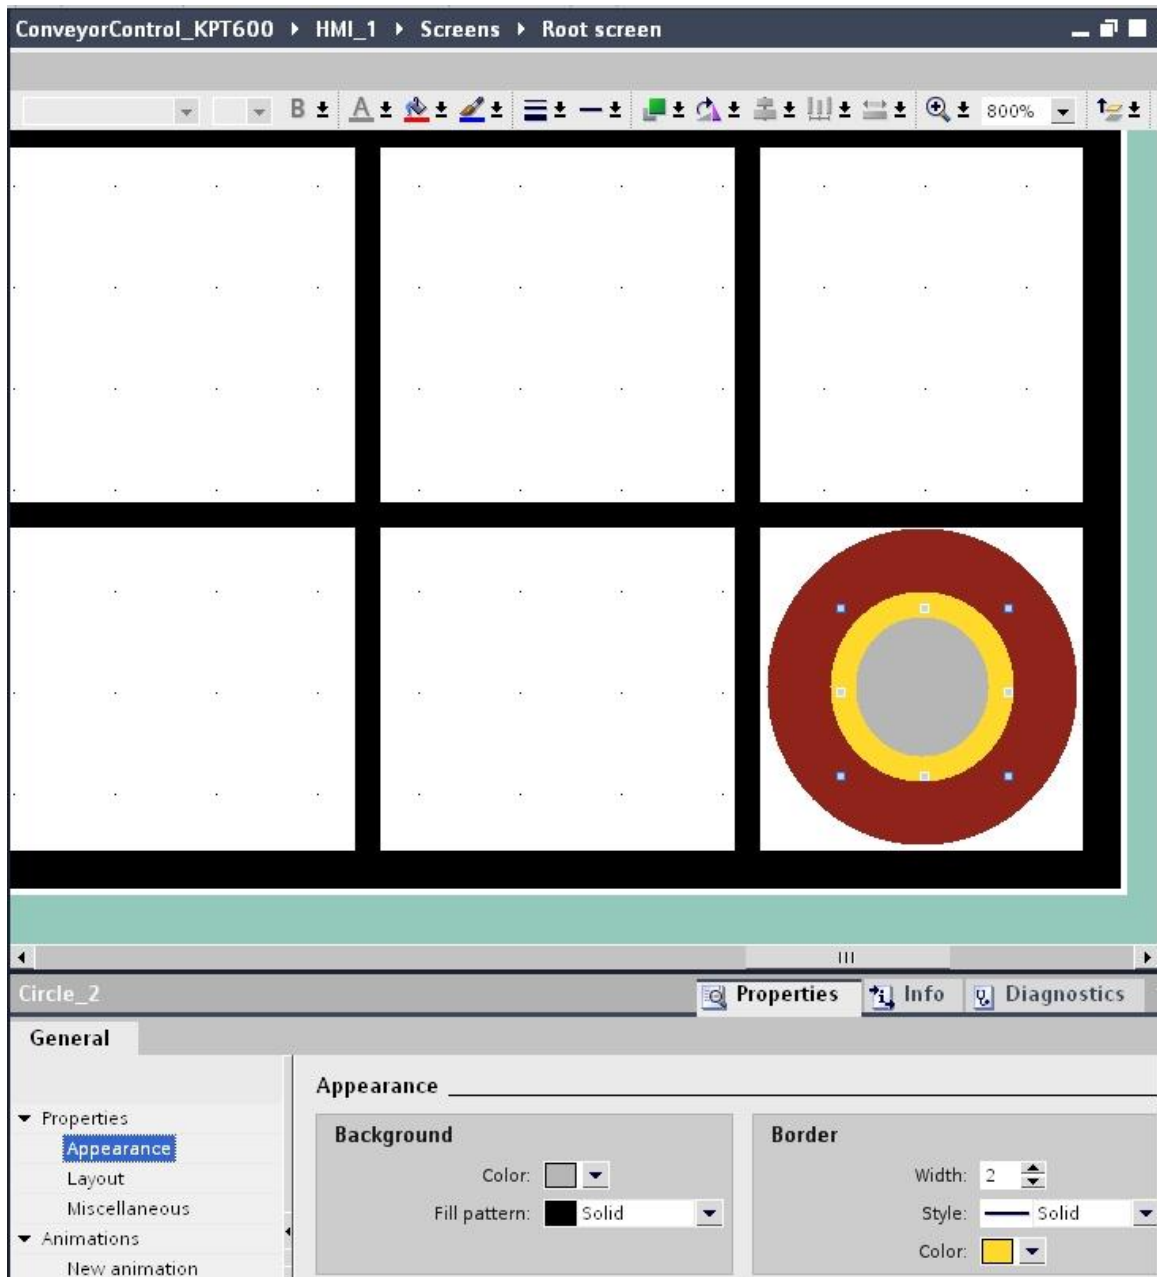 ConveyorControl_KPT600 ▸ HMI_1 ▸ Screens ▸ Root screen
B A 800%
Circle_2 Properties Info Diagnostics
General
Appearance
Properties
Appearance
Layout
Miscellaneous
Animations
New animation
Background
Color:
Fill pattern: Solid
Border
Width: 2
Style: Solid
Color: